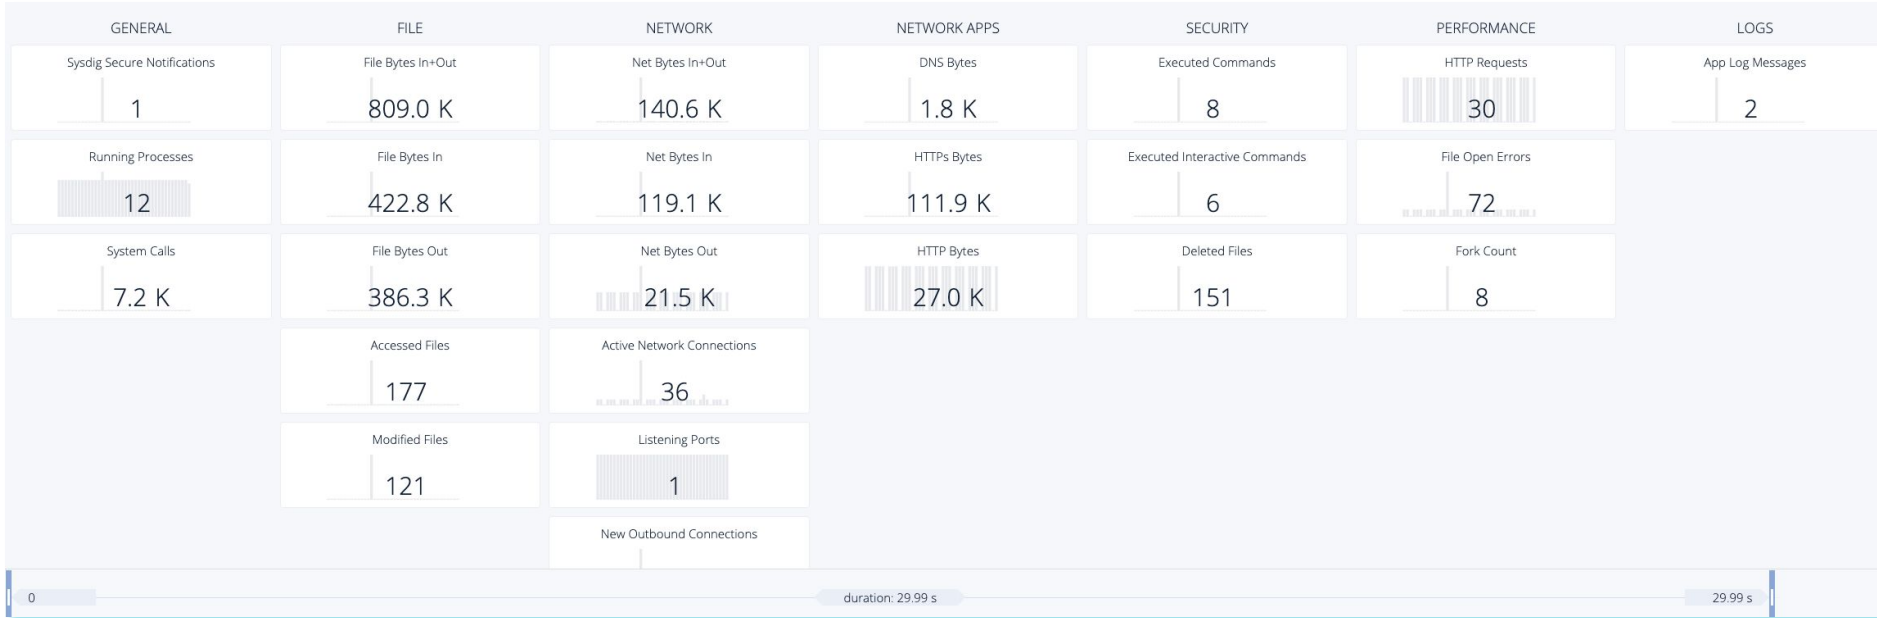 GENERAL
FILE
NETWORK
NETWORK APPS
SECURITY
PERFORMANCE
LOGS
Sysdig Secure Notifications
1
File Bytes In+Out
809.0 K
Net Bytes In+Out
140.6 K
DNS Bytes
1.8 K
Executed Commands
8
HTTP Requests
30
App Log Messages
2
Running Processes
12
File Bytes In
422.8 K
Net Bytes In
119.1 K
HTTPs Bytes
111.9 K
Executed Interactive Commands
6
File Open Errors
72
System Calls
7.2 K
File Bytes Out
386.3 K
Net Bytes Out
21.5 K
HTTP Bytes
27.0 K
Deleted Files
151
Fork Count
8
Accessed Files
177
Active Network Connections
36
Modified Files
121
Listening Ports
1
New Outbound Connections
0
duration: 29.99 s
29.99 s